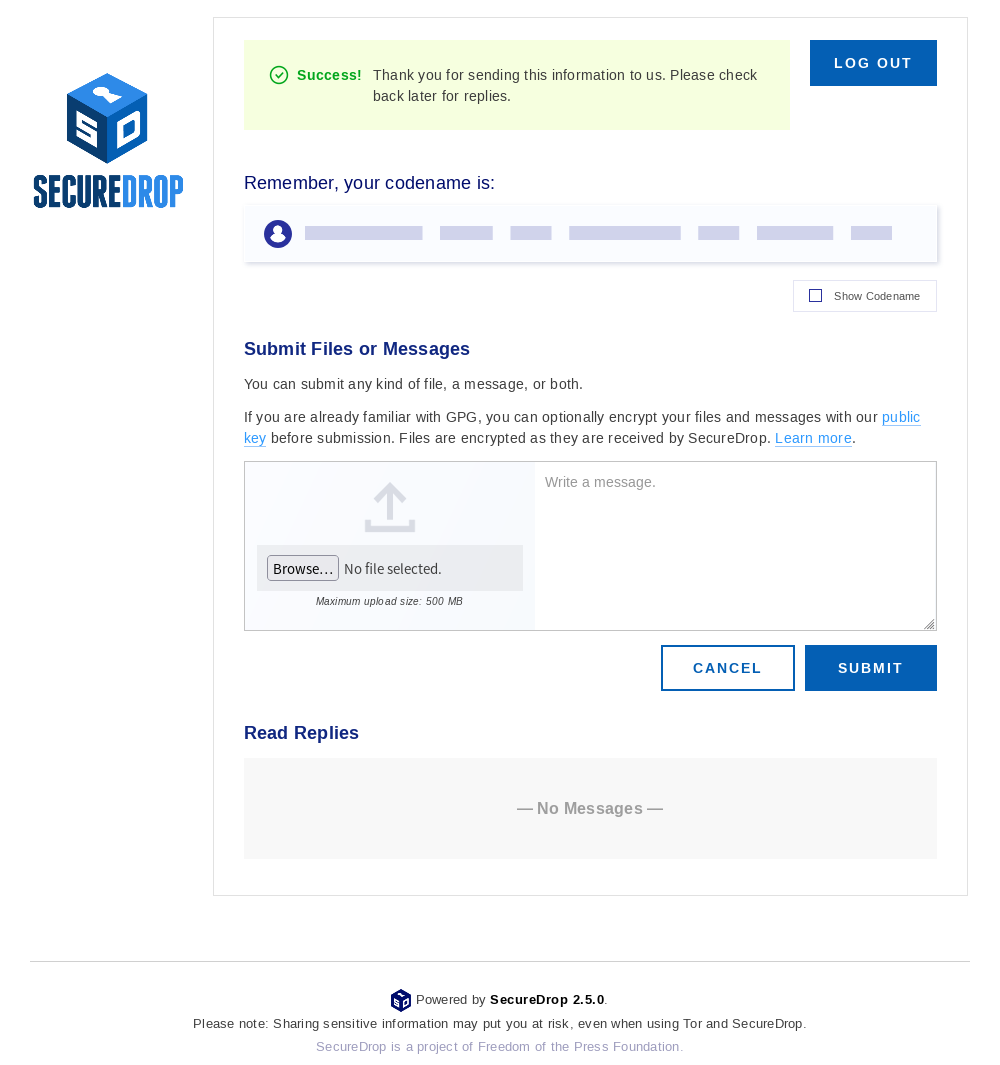 Success! Thank you for sending this information to us. Please check
back later for replies.
LOG OUT
SD
SECUREDROP
Remember, your codename is:
Show Codename
Submit Files or Messages
You can submit any kind of file, a message, or both.
If you are already familiar with GPG, you can optionally encrypt your files and messages with our public
key before submission. Files are encrypted as they are received by SecureDrop. Learn more.
Browse... No file selected.
Maximum upload size: 500 MB
Write a message.
CANCEL
SUBMIT
Read Replies
— No Messages —
SD
Powered by SecureDrop 2.5.0.
Please note: Sharing sensitive information may put you at risk, even when using Tor and SecureDrop.
SecureDrop is a project of Freedom of the Press Foundation.